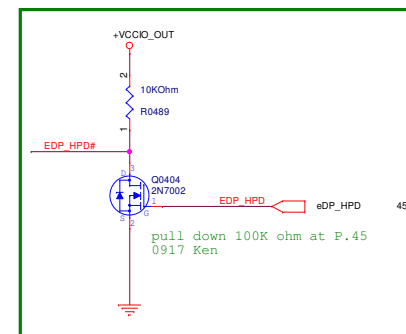 +VCCIO_OUT
2
10KOhm
R0489
1
EDP_HPD#
3
D
Q0404
2N7002
1
G
S
2
EDP_HPD
eDP_HPD
45
pull down 100K ohm at P.45
0917 Ken